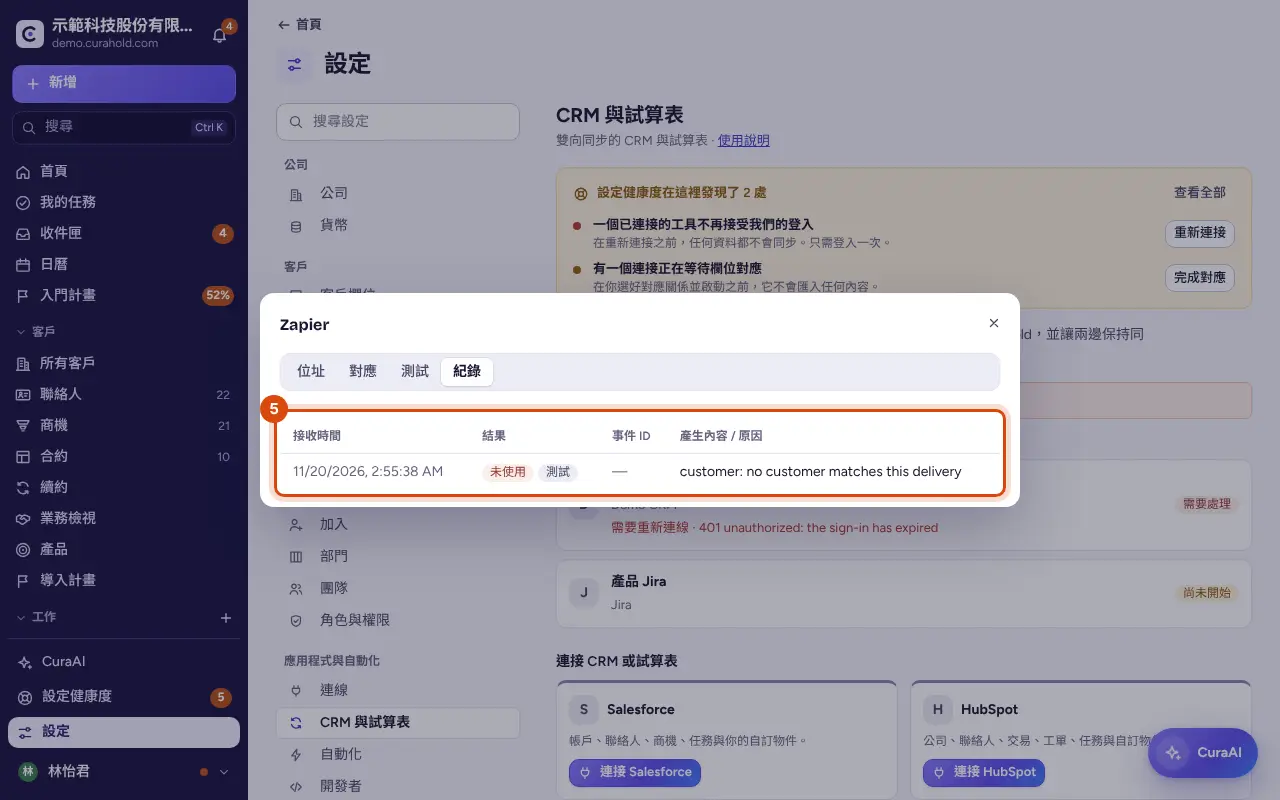 示範科技股份有限...
demo.curahold.com
4
新增
搜尋
Ctrl K
首頁
我的任務
收件匣
4
日曆
入門計畫
52%
客戶
所有客戶
聯絡人
22
商機
21
合約
10
續約
業務檢視
產品
導入計畫
工作
CuraAI
設定健康度
5
設定
林
林怡君
首頁
設定
搜尋設定
公司
公司
貨幣
客戶
CRM 與試算表
雙向同步的 CRM 與試算表 · 使用說明
設定健康度在這裡發現了 2 處
查看全部
一個已連接的工具不再接受我們的登入
在重新連接之前，任何資料都不會同步。只需登入一次。
重新連接
有一個連接正在等待欄位對應
在你選好對應關係並啟動之前，它不會匯入任何內容。
完成對應
ld，並讓兩邊保持同
Zapier
位址
對應
測試
紀錄
5
接收時間
結果
事件 ID
產生內容 / 原因
11/20/2026, 2:55:38 AM
未使用
測試
—
customer: no customer matches this delivery
需要處理
需要重新連線 · 401 unauthorized: the sign-in has expired
加入
部門
團隊
角色與權限
應用程式與自動化
連線
CRM 與試算表
自動化
開發者
J
產品 Jira
Jira
尚未開始
連接 CRM 或試算表
S
Salesforce
帳戶、聯絡人、商機、任務與你的自訂物件。
連接 Salesforce
H
HubSpot
公司、聯絡人、交易、工單、任務與自訂物
連接 HubSpot
CuraAI